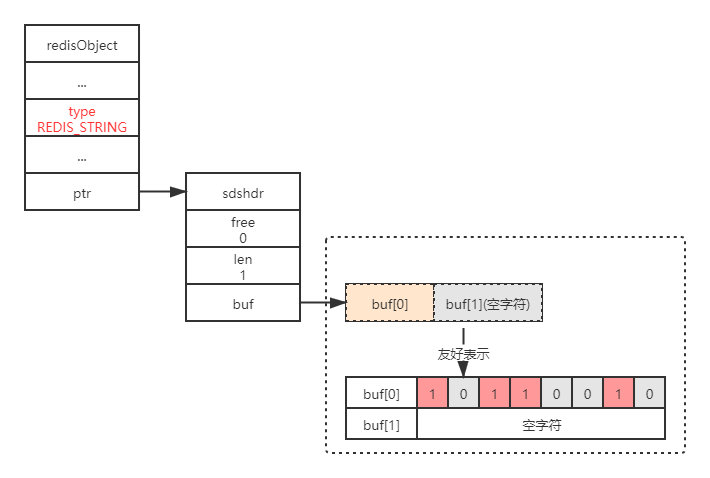 redisObject
...
type
REDIS_STRING
...
ptr
sdshdr
free
0
len
1
buf
buf[0]
buf[1](空字符)
友好表示
buf[0] 1 0 1 1 0 0 1 0
buf[1] 空字符